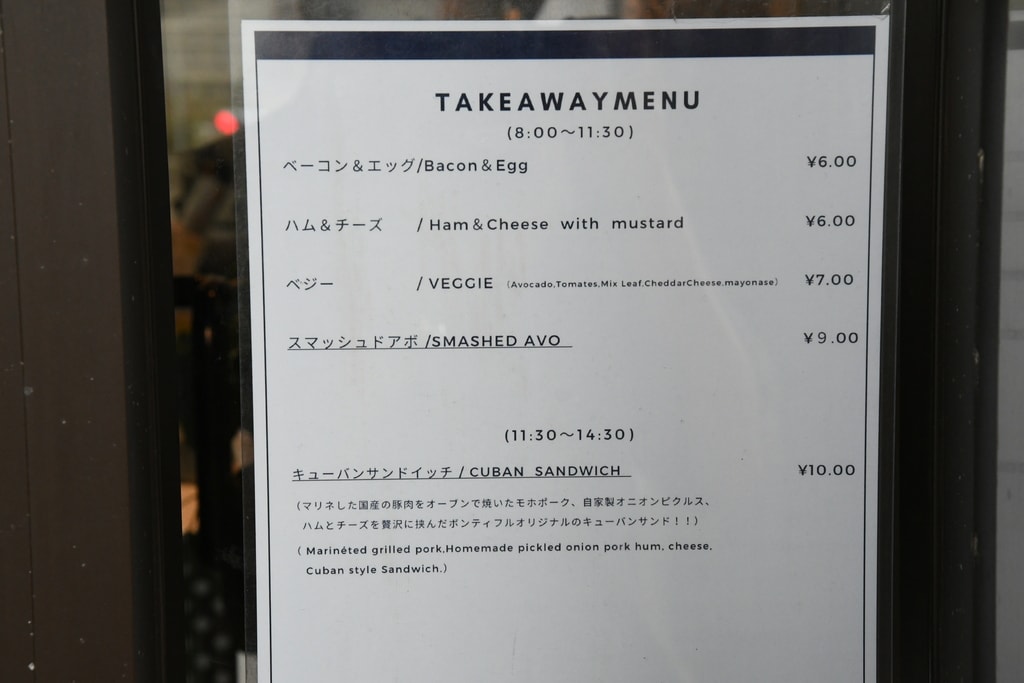 TAKEAWAYMENU
(8:00～11:30)
ベーコン＆エッグ/Bacon＆Egg ¥6.00
ハム＆チーズ / Ham＆Cheese with mustard ¥6.00
ベジー / VEGGIE (Avocado,Tomates,Mix Leaf,CheddarCheese,mayonase) ¥7.00
スマッシュドアボ /SMASHED AVO ¥9.00
(11:30～14:30)
キューバンサンドイッチ / CUBAN SANDWICH ¥10.00
（マリネした国産の豚肉をオーブンで焼いたモホポーク、自家製オニオンピクルス、
ハムとチーズを贅沢に挟んだボンティフルオリジナルのキューバンサンド！！）
( Marinéted grilled pork,Homemade pickled onion pork hum, cheese,
Cuban style Sandwich.)